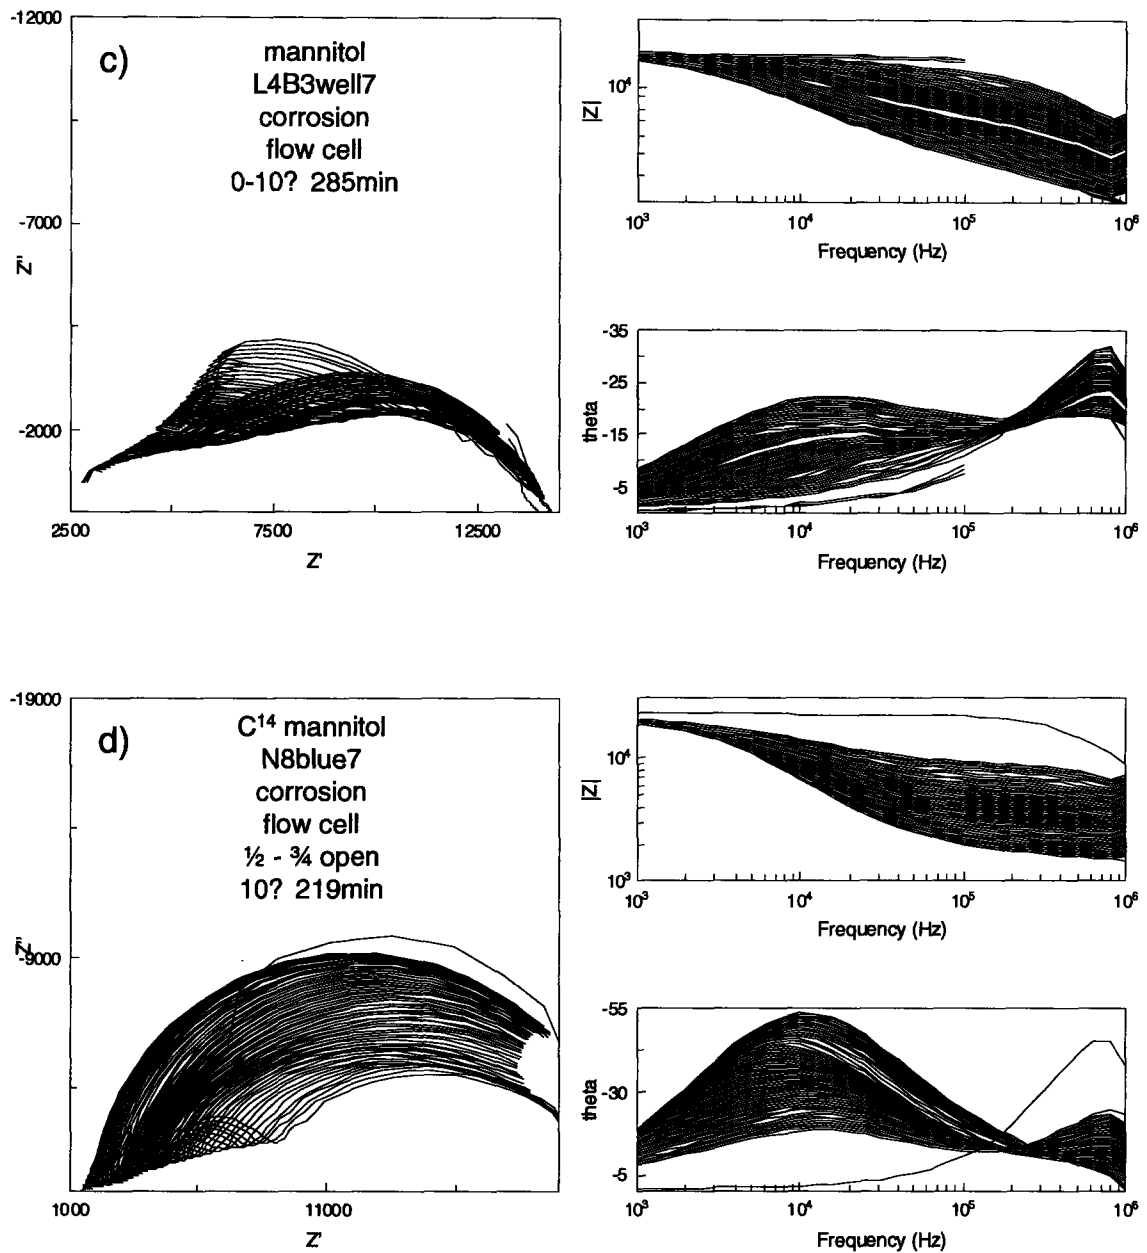 -12000
c)
mannitol
L4B3well7
corrosion
flow cell
0-10? 285min
-7000
Z''
-2000
2500
7500
12500
Z'
|Z|
10⁴
10³
10⁴
10⁵
10⁶
Frequency (Hz)
-35
-25
theta
-15
-5
10³
10⁴
10⁵
10⁶
Frequency (Hz)
-19000
d)
C¹⁴ mannitol
N8blue7
corrosion
flow cell
½ - ¾ open
10? 219min
Z''
-9000
1000
11000
Z'
10⁴
|Z|
10³
10³
10⁴
10⁵
10⁶
Frequency (Hz)
-55
theta
-30
-5
10³
10⁴
10⁵
10⁶
Frequency (Hz)